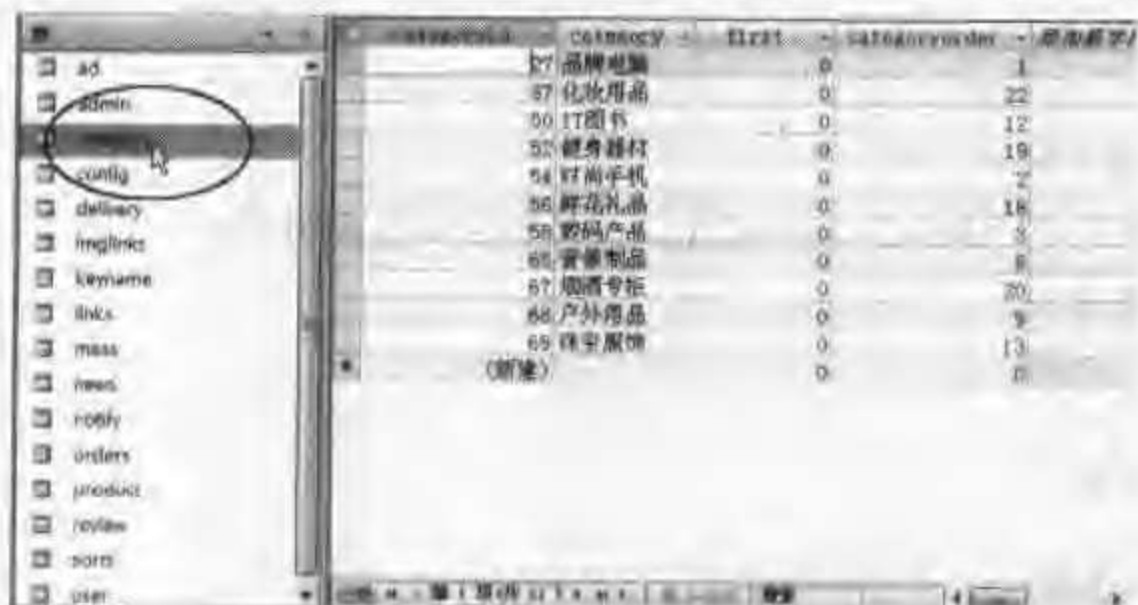 ad
admin
config
delivery
imglinks
keyname
links
mass
news
notify
orders
product
review
sorts
user
categoryid category first categoryorder
27 品牌电脑 0 1
37 化妆用品 0 22
50 IT图书 0 12
52 健身器材 0 19
54 时尚手机 0 2
56 鲜花礼品 0 18
58 数码产品 0 3
65 音像制品 0 8
67 烟酒专柜 0 20
68 户外用品 0 9
69 珠宝服饰 0 13
(新建) 0 0